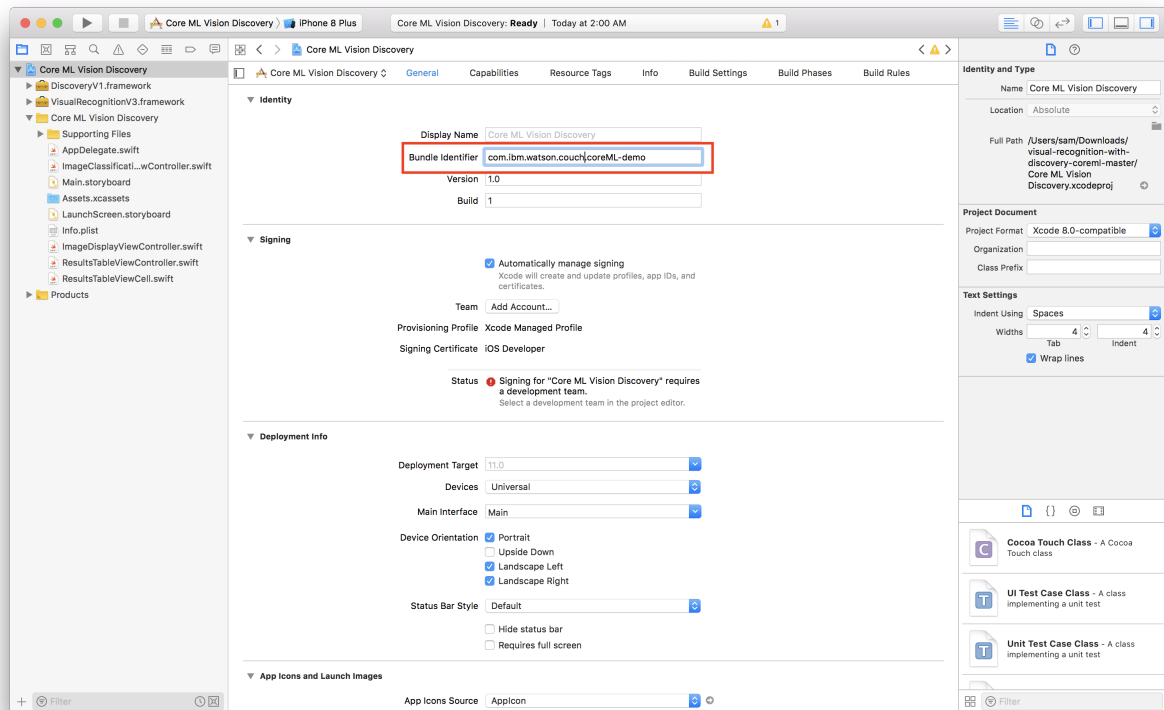 Core ML Vision Discovery
iPhone 8 Plus
Core ML Vision Discovery: Ready | Today at 2:00 AM
1
Core ML Vision Discovery
DiscoveryV1.framework
VisualRecognitionV3.framework
Core ML Vision Discovery
Supporting Files
AppDelegate.swift
ImageClassificati...wController.swift
Main.storyboard
Assets.xcassets
LaunchScreen.storyboard
Info.plist
ImageDisplayViewController.swift
ResultsTableViewController.swift
ResultsTableViewCell.swift
Products
Filter
Core ML Vision Discovery
Core ML Vision Discovery General Capabilities Resource Tags Info Build Settings Build Phases Build Rules
Identity
Display Name Core ML Vision Discovery
Bundle Identifier com.ibm.watson.couch.coreML-demo
Version 1.0
Build 1
Signing
Automatically manage signing
Xcode will create and update profiles, app IDs, and
certificates.
Team Add Account...
Provisioning Profile Xcode Managed Profile
Signing Certificate iOS Developer
Status Signing for "Core ML Vision Discovery" requires
a development team.
Select a development team in the project editor.
Deployment Info
Deployment Target 11.0
Devices Universal
Main Interface Main
Device Orientation Portrait
Upside Down
Landscape Left
Landscape Right
Status Bar Style Default
Hide status bar
Requires full screen
App Icons and Launch Images
App Icons Source AppIcon
Identity and Type
Name Core ML Vision Discovery
Location Absolute
Full Path /Users/sam/Downloads/
visual-recognition-with-
discovery-coreml-master/
Core ML Vision
Discovery.xcodeproj
Project Document
Project Format Xcode 8.0-compatible
Organization
Class Prefix
Text Settings
Indent Using Spaces
Widths 4 4
Tab Indent
Wrap lines
{ }
C Cocoa Touch Class - A Cocoa
Touch class
T UI Test Case Class - A class
implementing a unit test
T Unit Test Case Class - A class
implementing a unit test
Filter